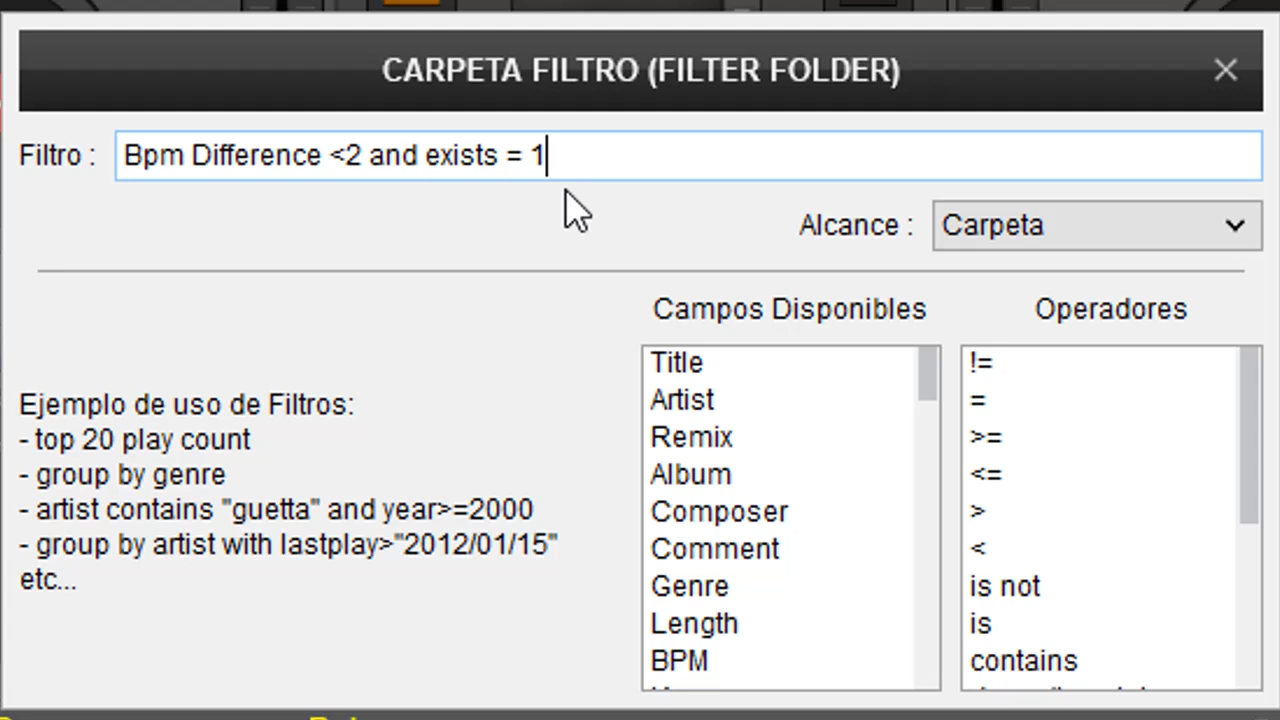 CARPETA FILTRO (FILTER FOLDER)
Filtro : Bpm Difference <2 and exists = 1
Alcance : Carpeta
Campos Disponibles
Operadores
Title
Artist
Remix
Album
Composer
Comment
Genre
Length
BPM
!=
=
>=
<=
>
<
is not
is
contains
Ejemplo de uso de Filtros:
- top 20 play count
- group by genre
- artist contains "guetta" and year>=2000
- group by artist with lastplay>"2012/01/15"
etc...